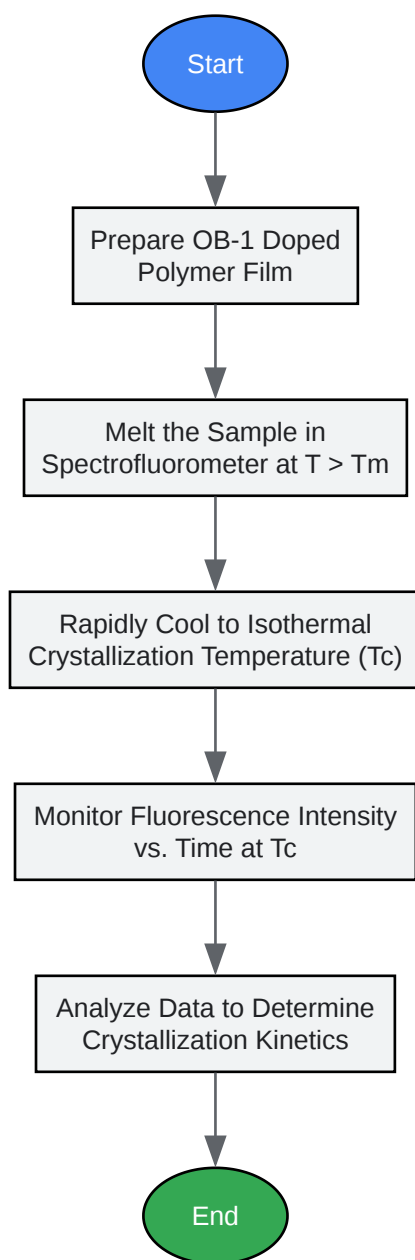 Start
Prepare OB-1 Doped
Polymer Film
Melt the Sample in
Spectrofluorometer at T > Tm
Rapidly Cool to Isothermal
Crystallization Temperature (Tc)
Monitor Fluorescence Intensity
vs. Time at Tc
Analyze Data to Determine
Crystallization Kinetics
End